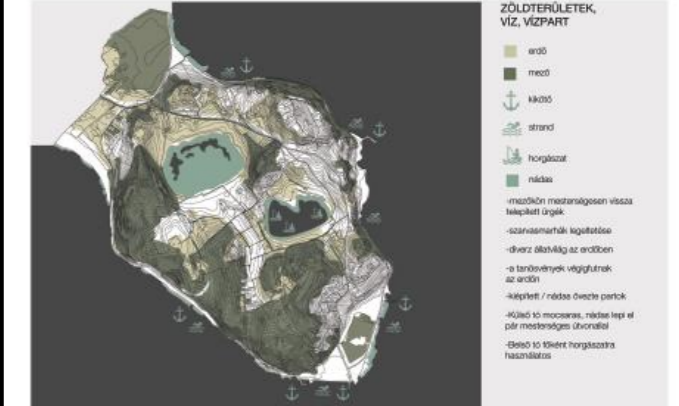 ZÖLDTERÜLETEK,
VÍZ, VÍZPART
erdő
mező
kikötő
strand
horgászat
nádas
-mezőkön mesterségesen vissza
telepített ürgék
-szarvasmarhák legeltetése
-diverz állatvilág az erdőben
-a tanösvények végigfutnak
az erdőn
-kiépített / nádas övezte partok
-Külső tó mocsaras, nádas lepi el
pár mesterséges útvonallal
-Belső tó főként horgászatra
használatos